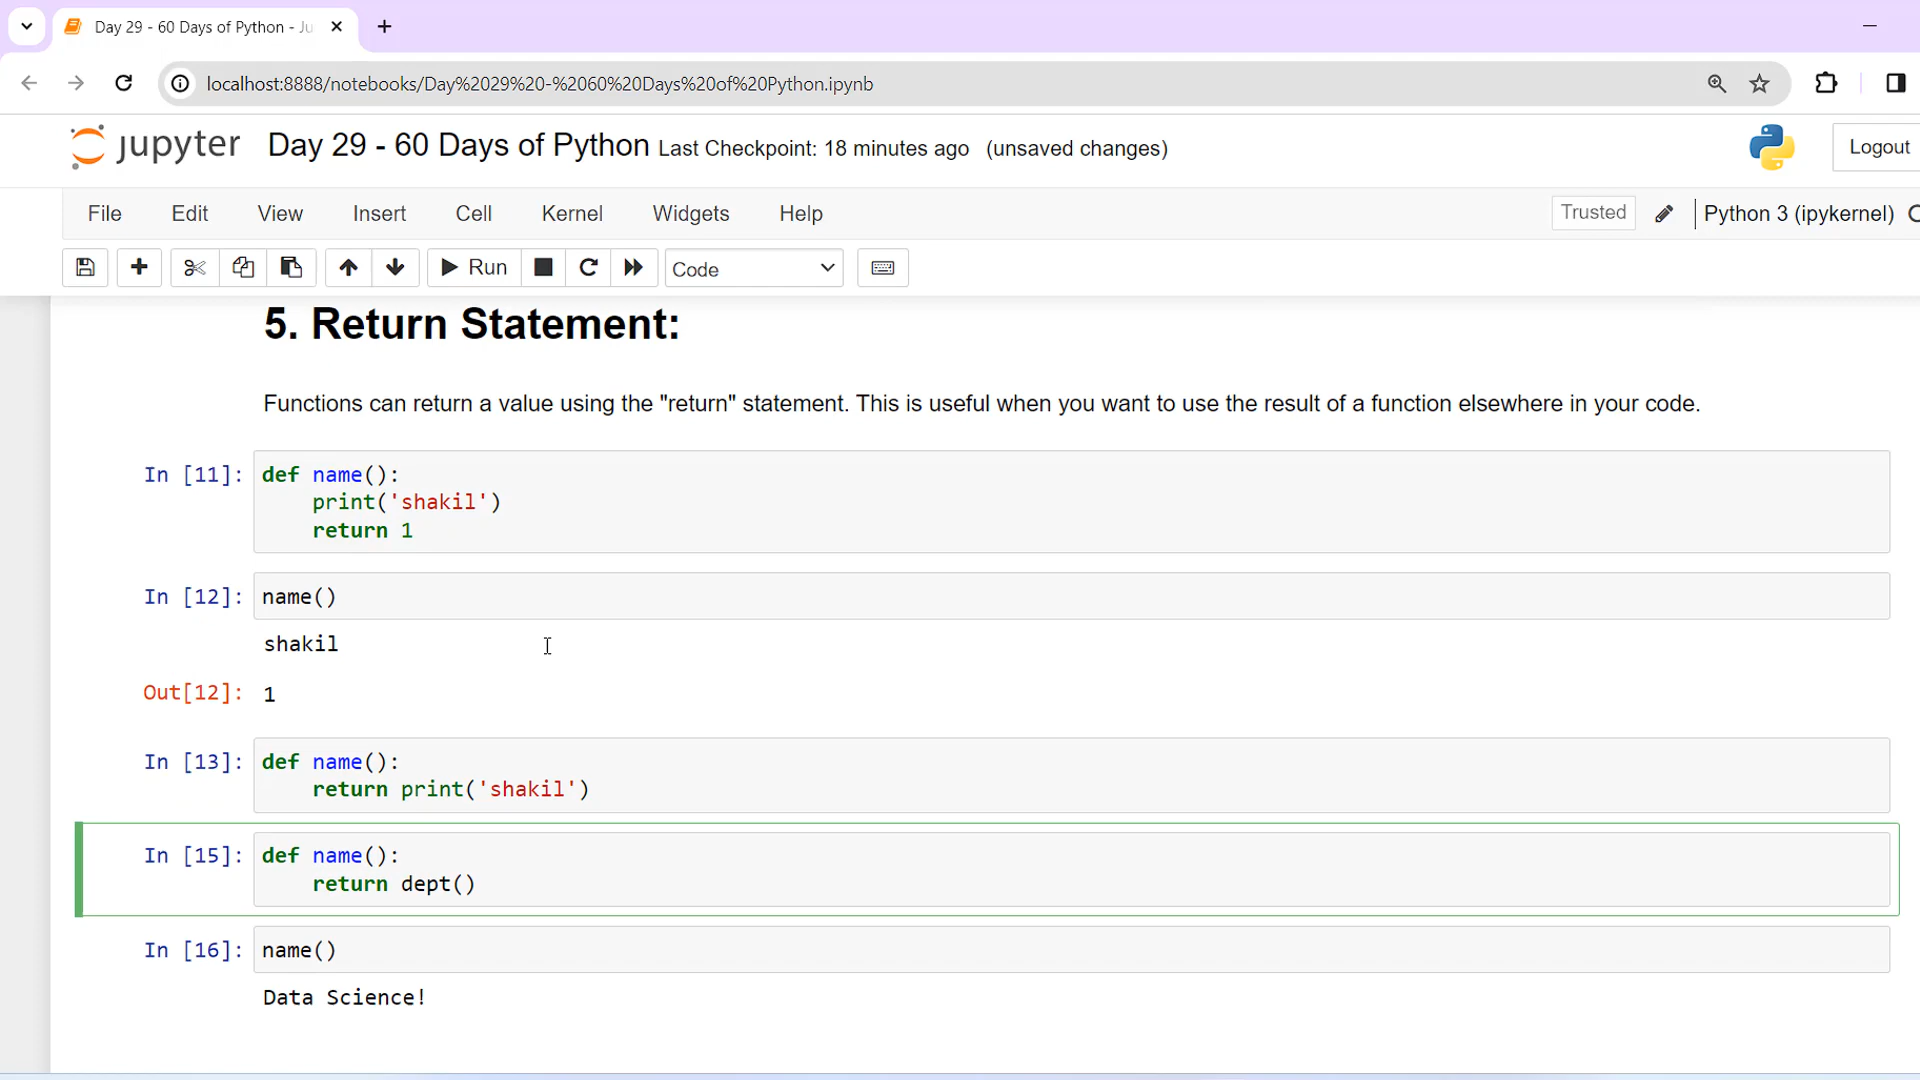 Day 29 - 60 Days of Python - Ju
localhost:8888/notebooks/Day%2029%20-%2060%20Days%20of%20Python.ipynb
jupyter Day 29 - 60 Days of Python Last Checkpoint: 18 minutes ago (unsaved changes)
Logout
File Edit View Insert Cell Kernel Widgets Help Trusted Python 3 (ipykernel)
Run Code
5. Return Statement:
Functions can return a value using the "return" statement. This is useful when you want to use the result of a function elsewhere in your code.
In [11]: def name():
    print('shakil')
    return 1
In [12]: name()
shakil
Out[12]: 1
In [13]: def name():
    return print('shakil')
In [15]: def name():
    return dept()
In [16]: name()
Data Science!